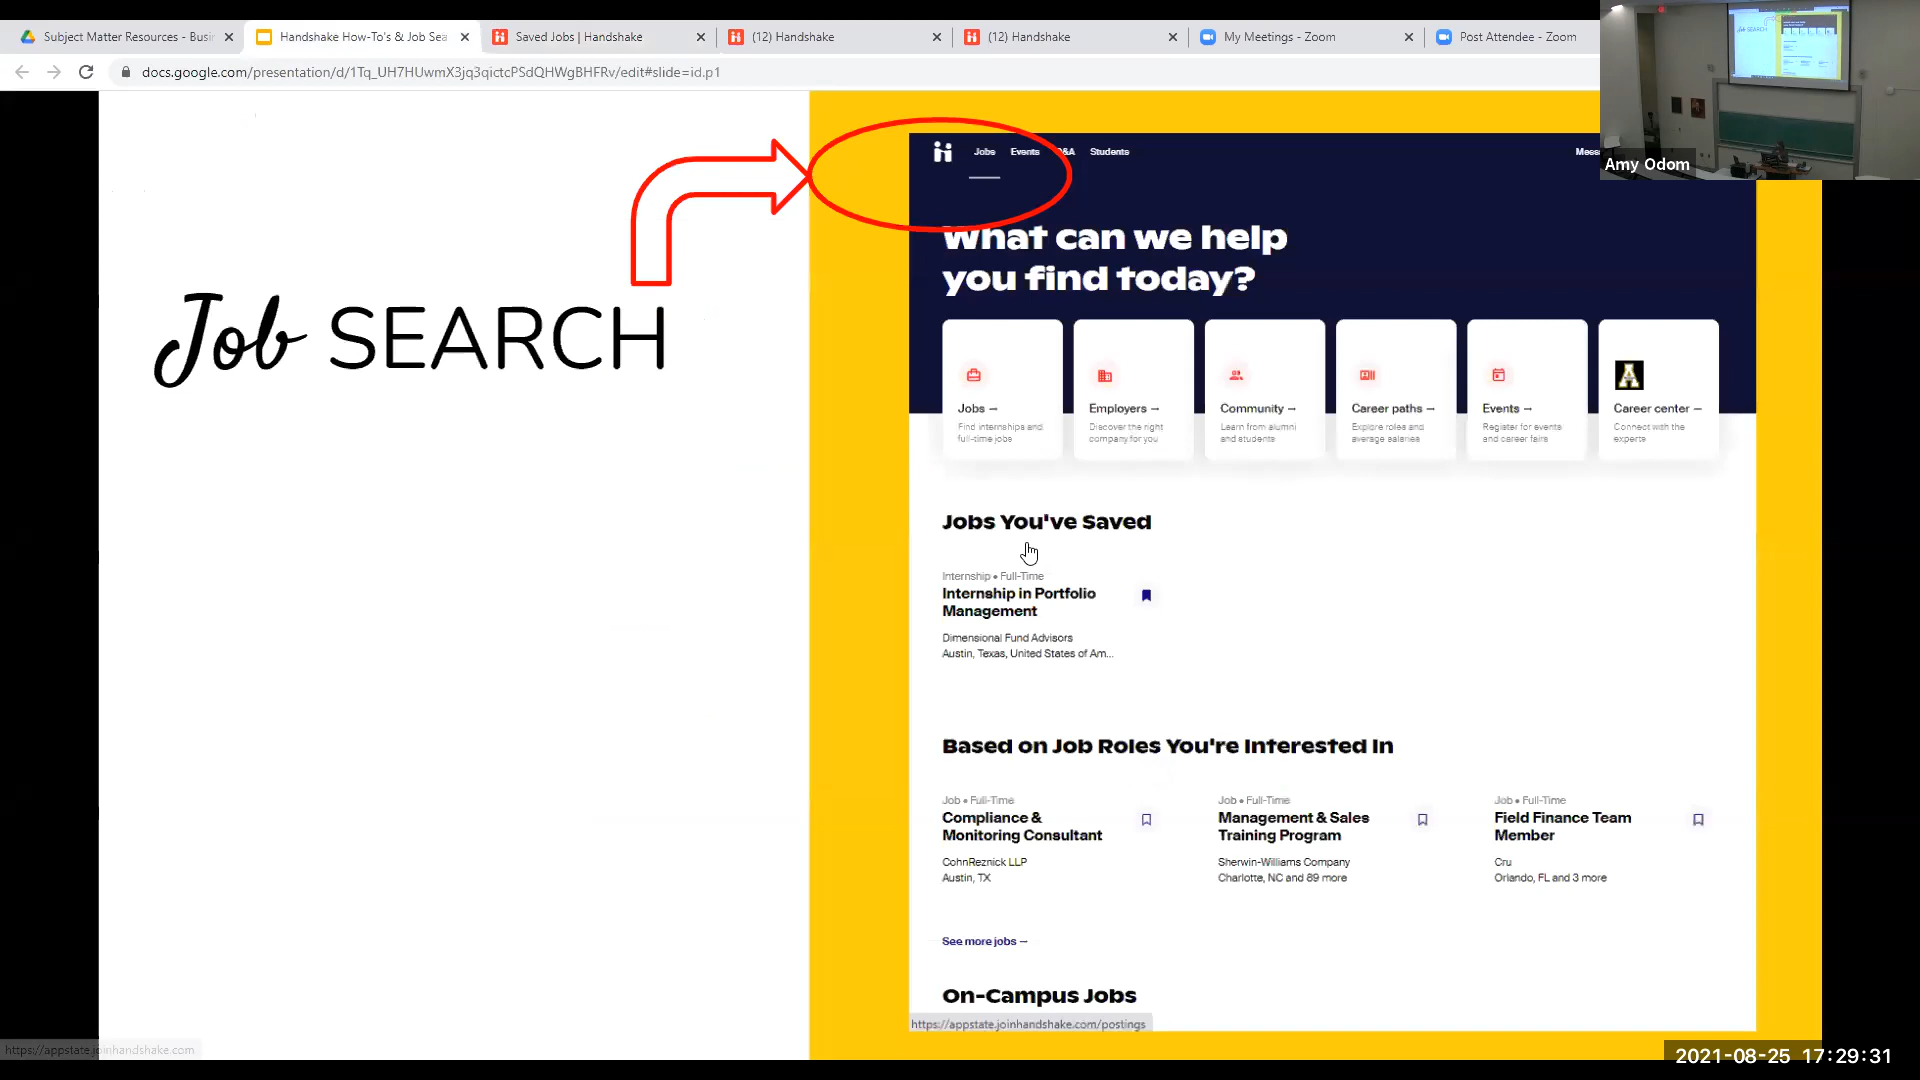 Subject Matter Resources - Busi
Handshake How-To's & Job Sea
Saved Jobs | Handshake
(12) Handshake
(12) Handshake
My Meetings - Zoom
Post Attendee - Zoom
docs.google.com/presentation/d/1Tq_UH7HUwmX3jq3qictcPSdQHWgBHFRv/edit#slide=id.p1
Amy Odom
Job SEARCH
Jobs Events Q&A Students
Messa
What can we help
you find today?
Jobs →
Find internships and
full-time jobs
Employers →
Discover the right
company for you
Community →
Learn from alumni
and students
Career paths →
Explore roles and
average salaries
Events →
Register for events
and career fairs
A
Career center →
Connect with the
experts
Jobs You've Saved
Internship • Full-Time
Internship in Portfolio
Management
Dimensional Fund Advisors
Austin, Texas, United States of Am...
Based on Job Roles You're Interested In
Job • Full-Time
Compliance &
Monitoring Consultant
CohnReznick LLP
Austin, TX
Job • Full-Time
Management & Sales
Training Program
Sherwin-Williams Company
Charlotte, NC and 89 more
Job • Full-Time
Field Finance Team
Member
Cru
Orlando, FL and 3 more
See more jobs →
On-Campus Jobs
https://appstate.joinhandshake.com/postings
https://appstate.joinhandshake.com
2021-08-25 17:29:31